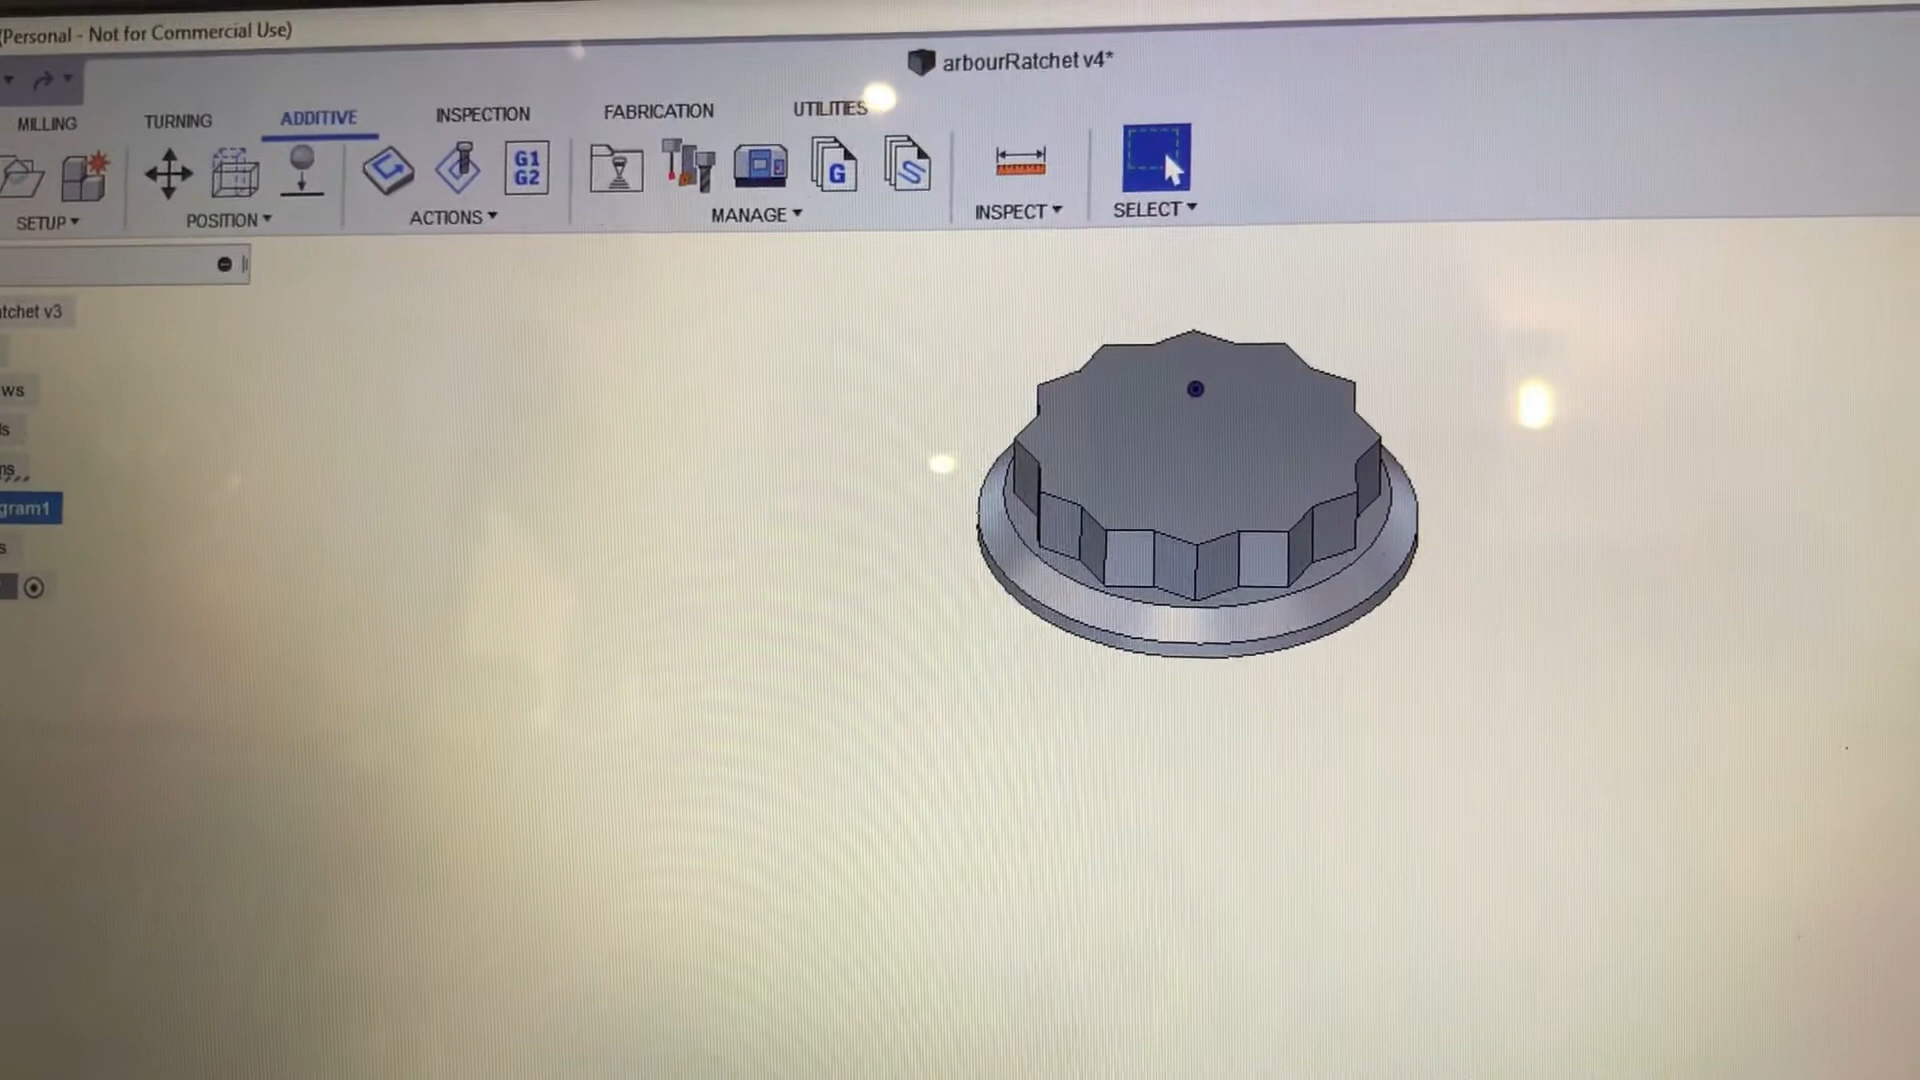 (Personal - Not for Commercial Use)
arbourRatchet v4*
MILLING TURNING ADDITIVE INSPECTION FABRICATION UTILITIES
G1
G2
G
SETUP POSITION ACTIONS MANAGE INSPECT SELECT
tchet v3
ws
ls
ns
gram1
s